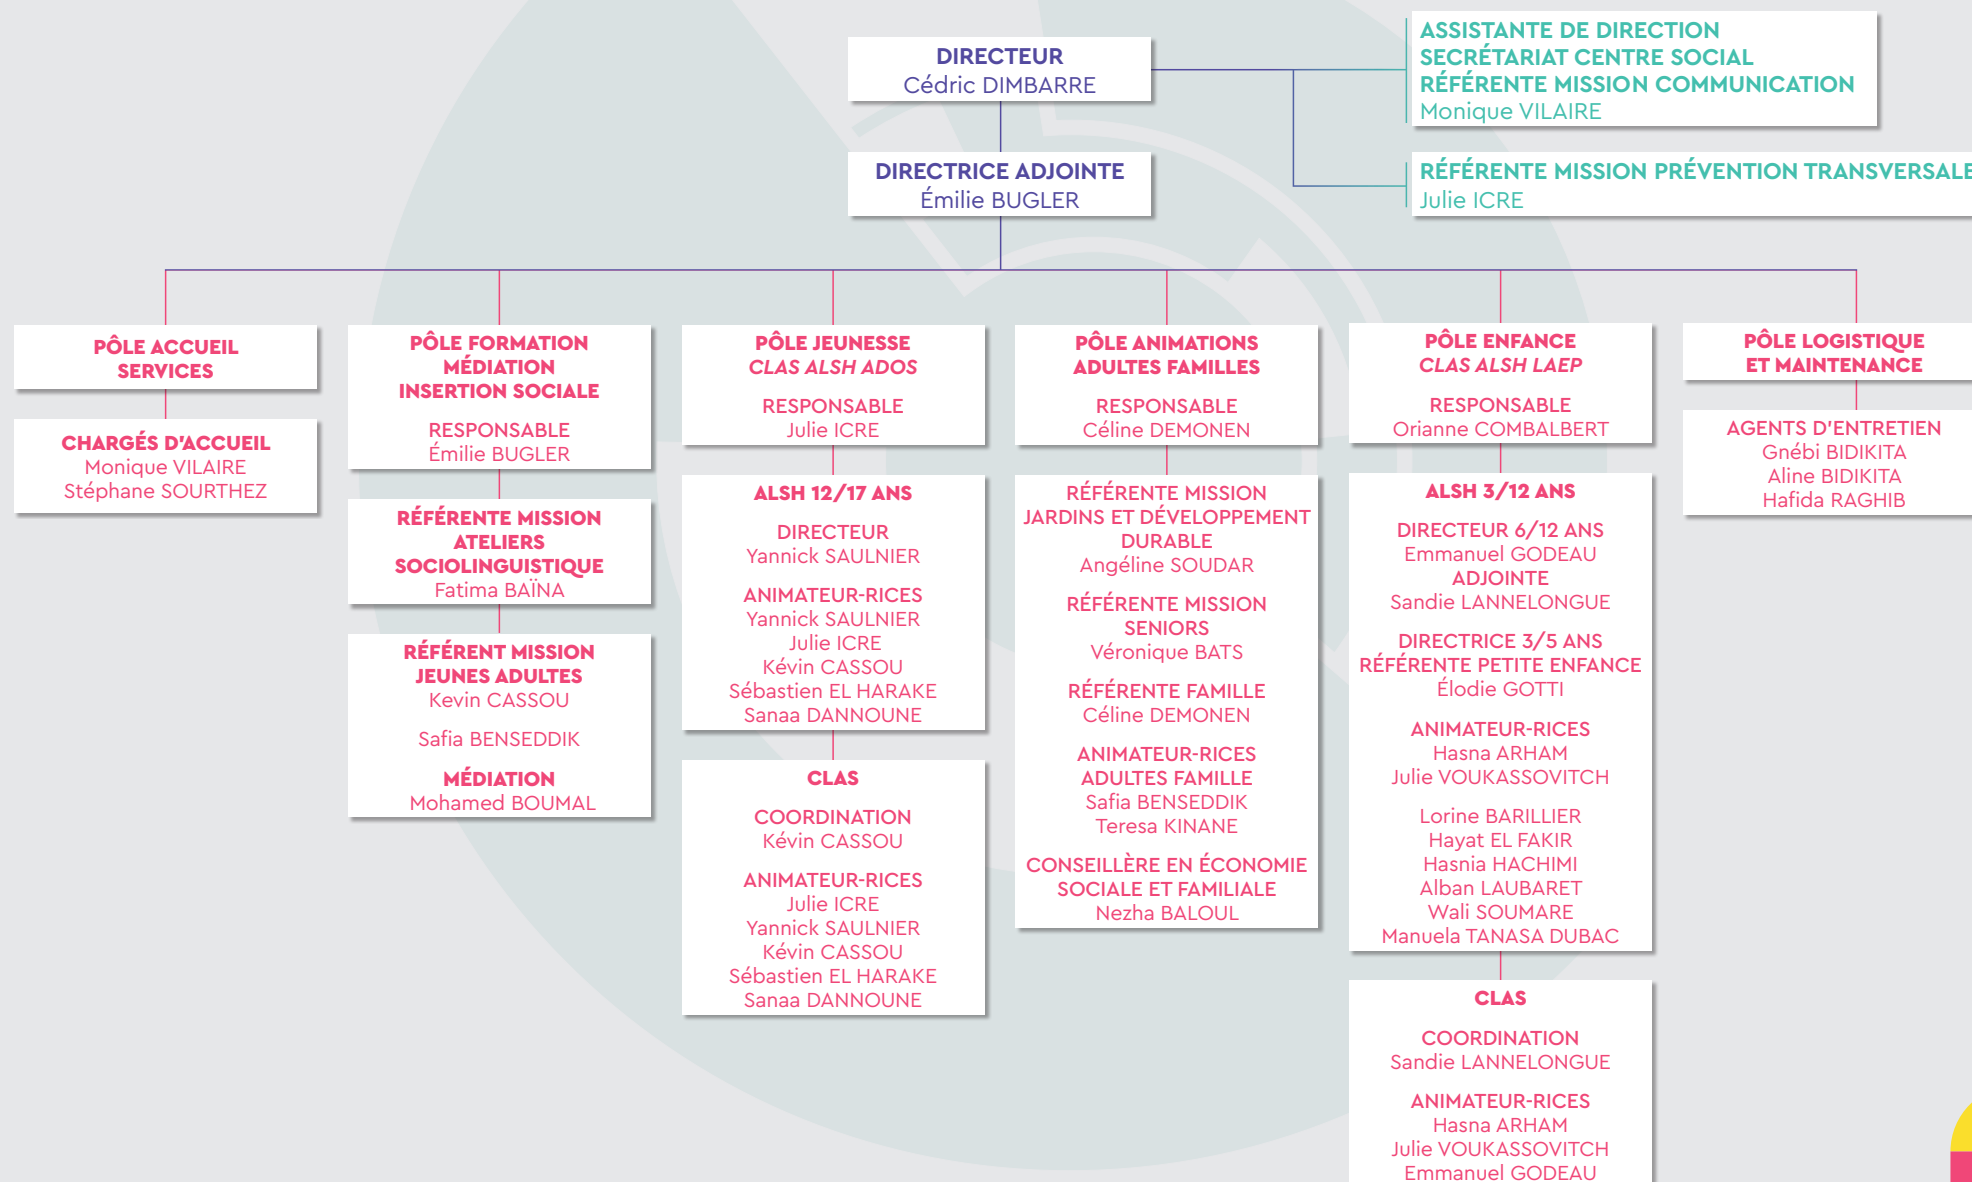 DIRECTEUR
Cédric DIMBARRE
ASSISTANTE DE DIRECTION
SECRÉTARIAT CENTRE SOCIAL
RÉFÉRENTE MISSION COMMUNICATION
Monique VILAIRE
DIRECTRICE ADJOINTE
Émilie BUGLER
RÉFÉRENTE MISSION PRÉVENTION TRANSVERSALE
Julie ICRE
PÔLE ACCUEIL
SERVICES
CHARGÉS D'ACCUEIL
Monique VILAIRE
Stéphane SOURTHEZ
PÔLE FORMATION
MÉDIATION
INSERTION SOCIALE
RESPONSABLE
Émilie BUGLER
RÉFÉRENTE MISSION
ATELIERS
SOCIOLINGUISTIQUE
Fatima BAÏNA
RÉFÉRENT MISSION
JEUNES ADULTES
Kevin CASSOU
Safia BENSEDDIK
MÉDIATION
Mohamed BOUMAL
PÔLE JEUNESSE
CLAS ALSH ADOS
RESPONSABLE
Julie ICRE
ALSH 12/17 ANS
DIRECTEUR
Yannick SAULNIER
ANIMATEUR-RICES
Yannick SAULNIER
Julie ICRE
Kévin CASSOU
Sébastien EL HARAKE
Sanaa DANNOUNE
CLAS
COORDINATION
Kévin CASSOU
ANIMATEUR-RICES
Julie ICRE
Yannick SAULNIER
Kévin CASSOU
Sébastien EL HARAKE
Sanaa DANNOUNE
PÔLE ANIMATIONS
ADULTES FAMILLES
RESPONSABLE
Céline DEMONEN
RÉFÉRENTE MISSION
JARDINS ET DÉVELOPPEMENT
DURABLE
Angéline SOUDAR
RÉFÉRENTE MISSION
SENIORS
Véronique BATS
RÉFÉRENTE FAMILLE
Céline DEMONEN
ANIMATEUR-RICES
ADULTES FAMILLE
Safia BENSEDDIK
Teresa KINANE
CONSEILLÈRE EN ÉCONOMIE
SOCIALE ET FAMILIALE
Nezha BALOUL
PÔLE ENFANCE
CLAS ALSH LAEP
RESPONSABLE
Orianne COMBALBERT
ALSH 3/12 ANS
DIRECTEUR 6/12 ANS
Emmanuel GODEAU
ADJOINTE
Sandie LANNELONGUE
DIRECTRICE 3/5 ANS
RÉFÉRENTE PETITE ENFANCE
Élodie GOTTI
ANIMATEUR-RICES
Hasna ARHAM
Julie VOUKASSOVITCH
Lorine BARILLIER
Hayat EL FAKIR
Hasnia HACHIMI
Alban LAUBARET
Wali SOUMARE
Manuela TANASA DUBAC
CLAS
COORDINATION
Sandie LANNELONGUE
ANIMATEUR-RICES
Hasna ARHAM
Julie VOUKASSOVITCH
Emmanuel GODEAU
PÔLE LOGISTIQUE
ET MAINTENANCE
AGENTS D'ENTRETIEN
Gnébi BIDIKITA
Aline BIDIKITA
Hafida RAGHIB